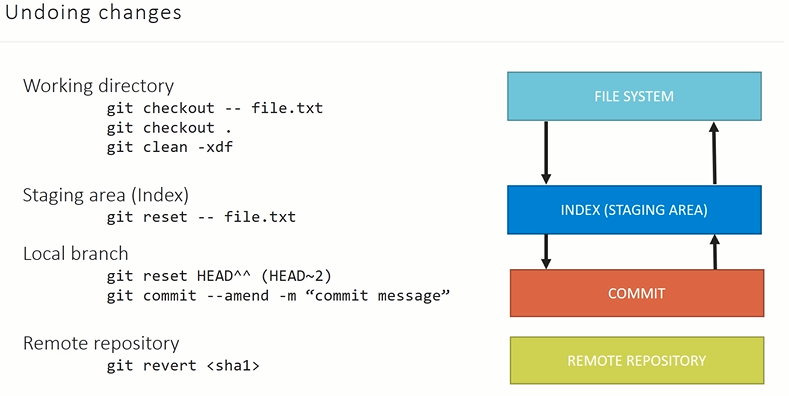 Undoing changes
Working directory
git checkout -- file.txt
git checkout .
git clean -xdf
Staging area (Index)
git reset -- file.txt
Local branch
git reset HEAD^^ (HEAD~2)
git commit --amend -m “commit message”
Remote repository
git revert <sha1>
FILE SYSTEM
INDEX (STAGING AREA)
COMMIT
REMOTE REPOSITORY